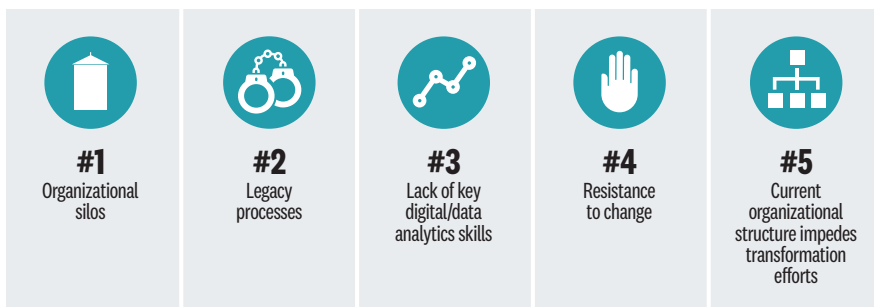 #1
Organizational
silos
#2
Legacy
processes
#3
Lack of key
digital/data
analytics skills
#4
Resistance
to change
#5
Current
organizational
structure impedes
transformation
efforts